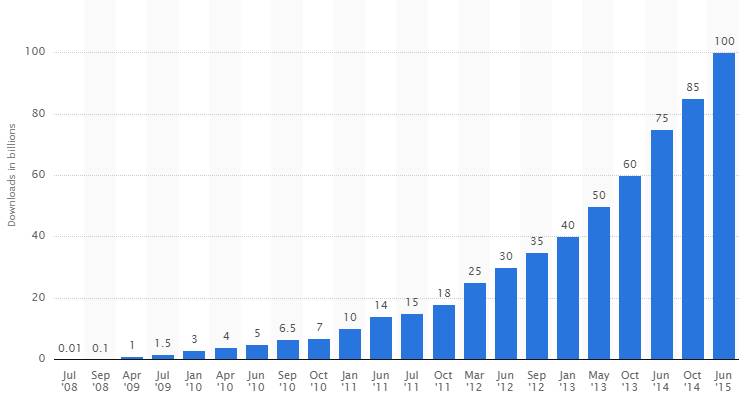 Downloads in billions
100
80
60
40
20
0
0.01
0.1
1
1.5
3
4
5
6.5
7
10
14
15
18
25
30
35
40
50
60
75
85
100
Jul '08
Sep '08
Apr '09
Jul '09
Jan '10
Apr '10
Jun '10
Sep '10
Oct '10
Jan '11
Jun '11
Jul '11
Oct '11
Mar '12
Jun '12
Sep '12
Jan '13
May '13
Oct '13
Jun '14
Oct '14
Jun '15